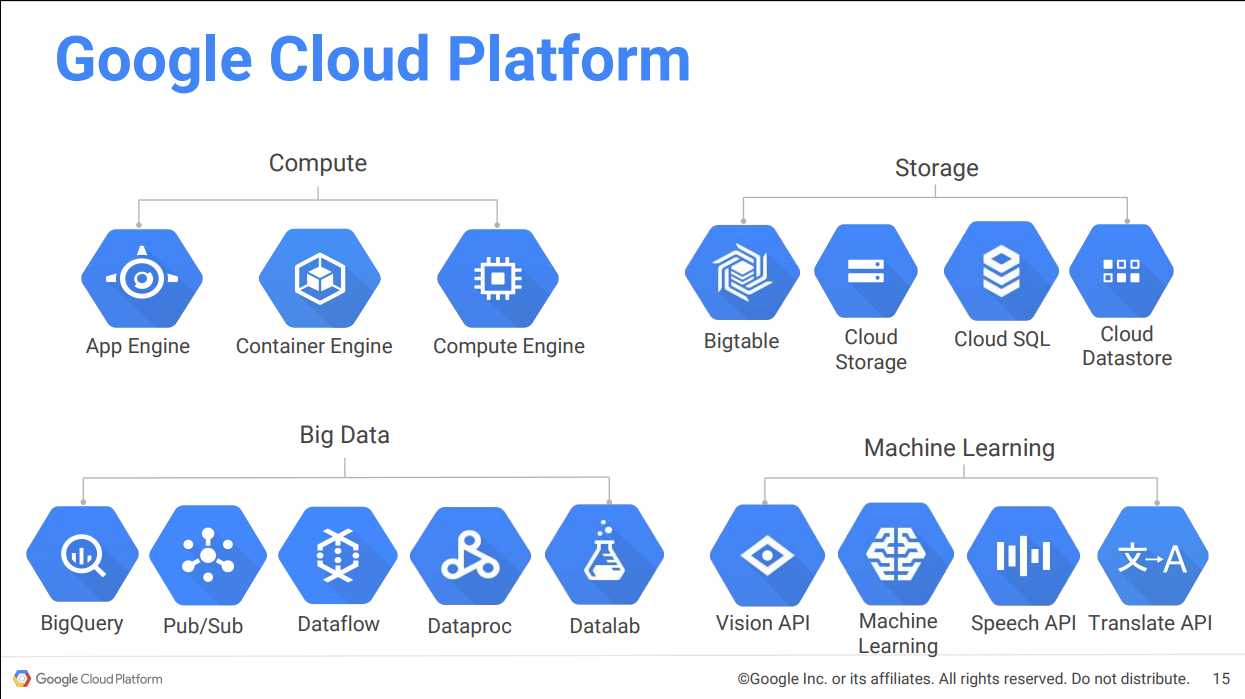 Google Cloud Platform
Compute
App Engine
Container Engine
Compute Engine
Storage
Bigtable
Cloud
Storage
Cloud SQL
Cloud
Datastore
Big Data
BigQuery
Pub/Sub
Dataflow
Dataproc
Datalab
Machine Learning
Vision API
Machine
Learning
Speech API
文→A
Translate API
Google Cloud Platform
©Google Inc. or its affiliates. All rights reserved. Do not distribute.
15